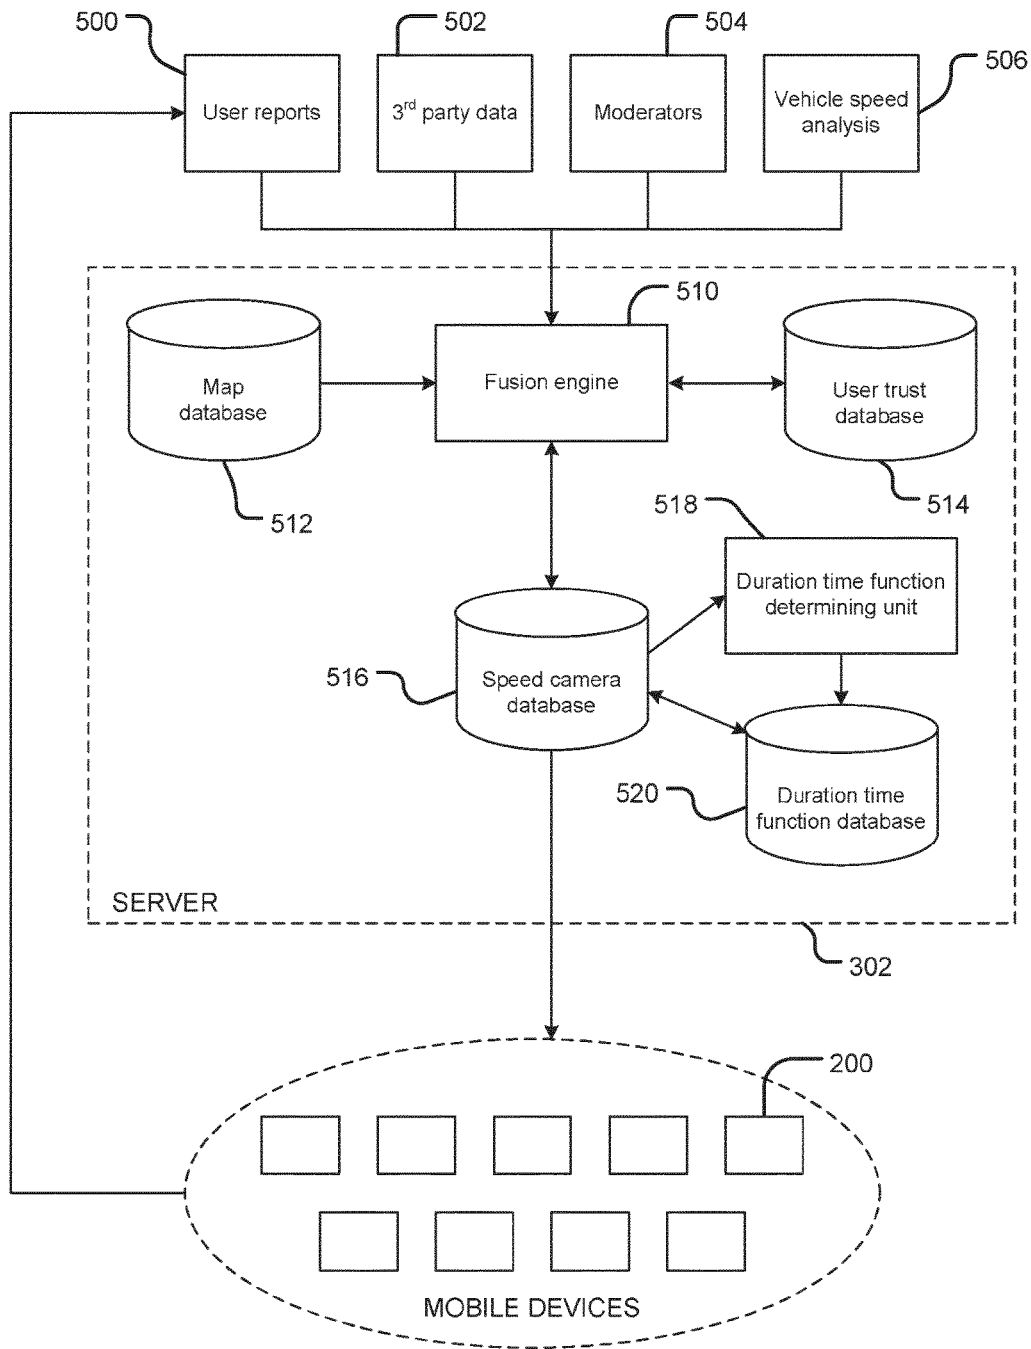 500
502
504
506
User reports
3rd party data
Moderators
Vehicle speed
analysis
510
Map
database
Fusion engine
User trust
database
512
514
518
Duration time function
determining unit
516
Speed camera
database
520
Duration time
function database
SERVER
302
200
MOBILE DEVICES